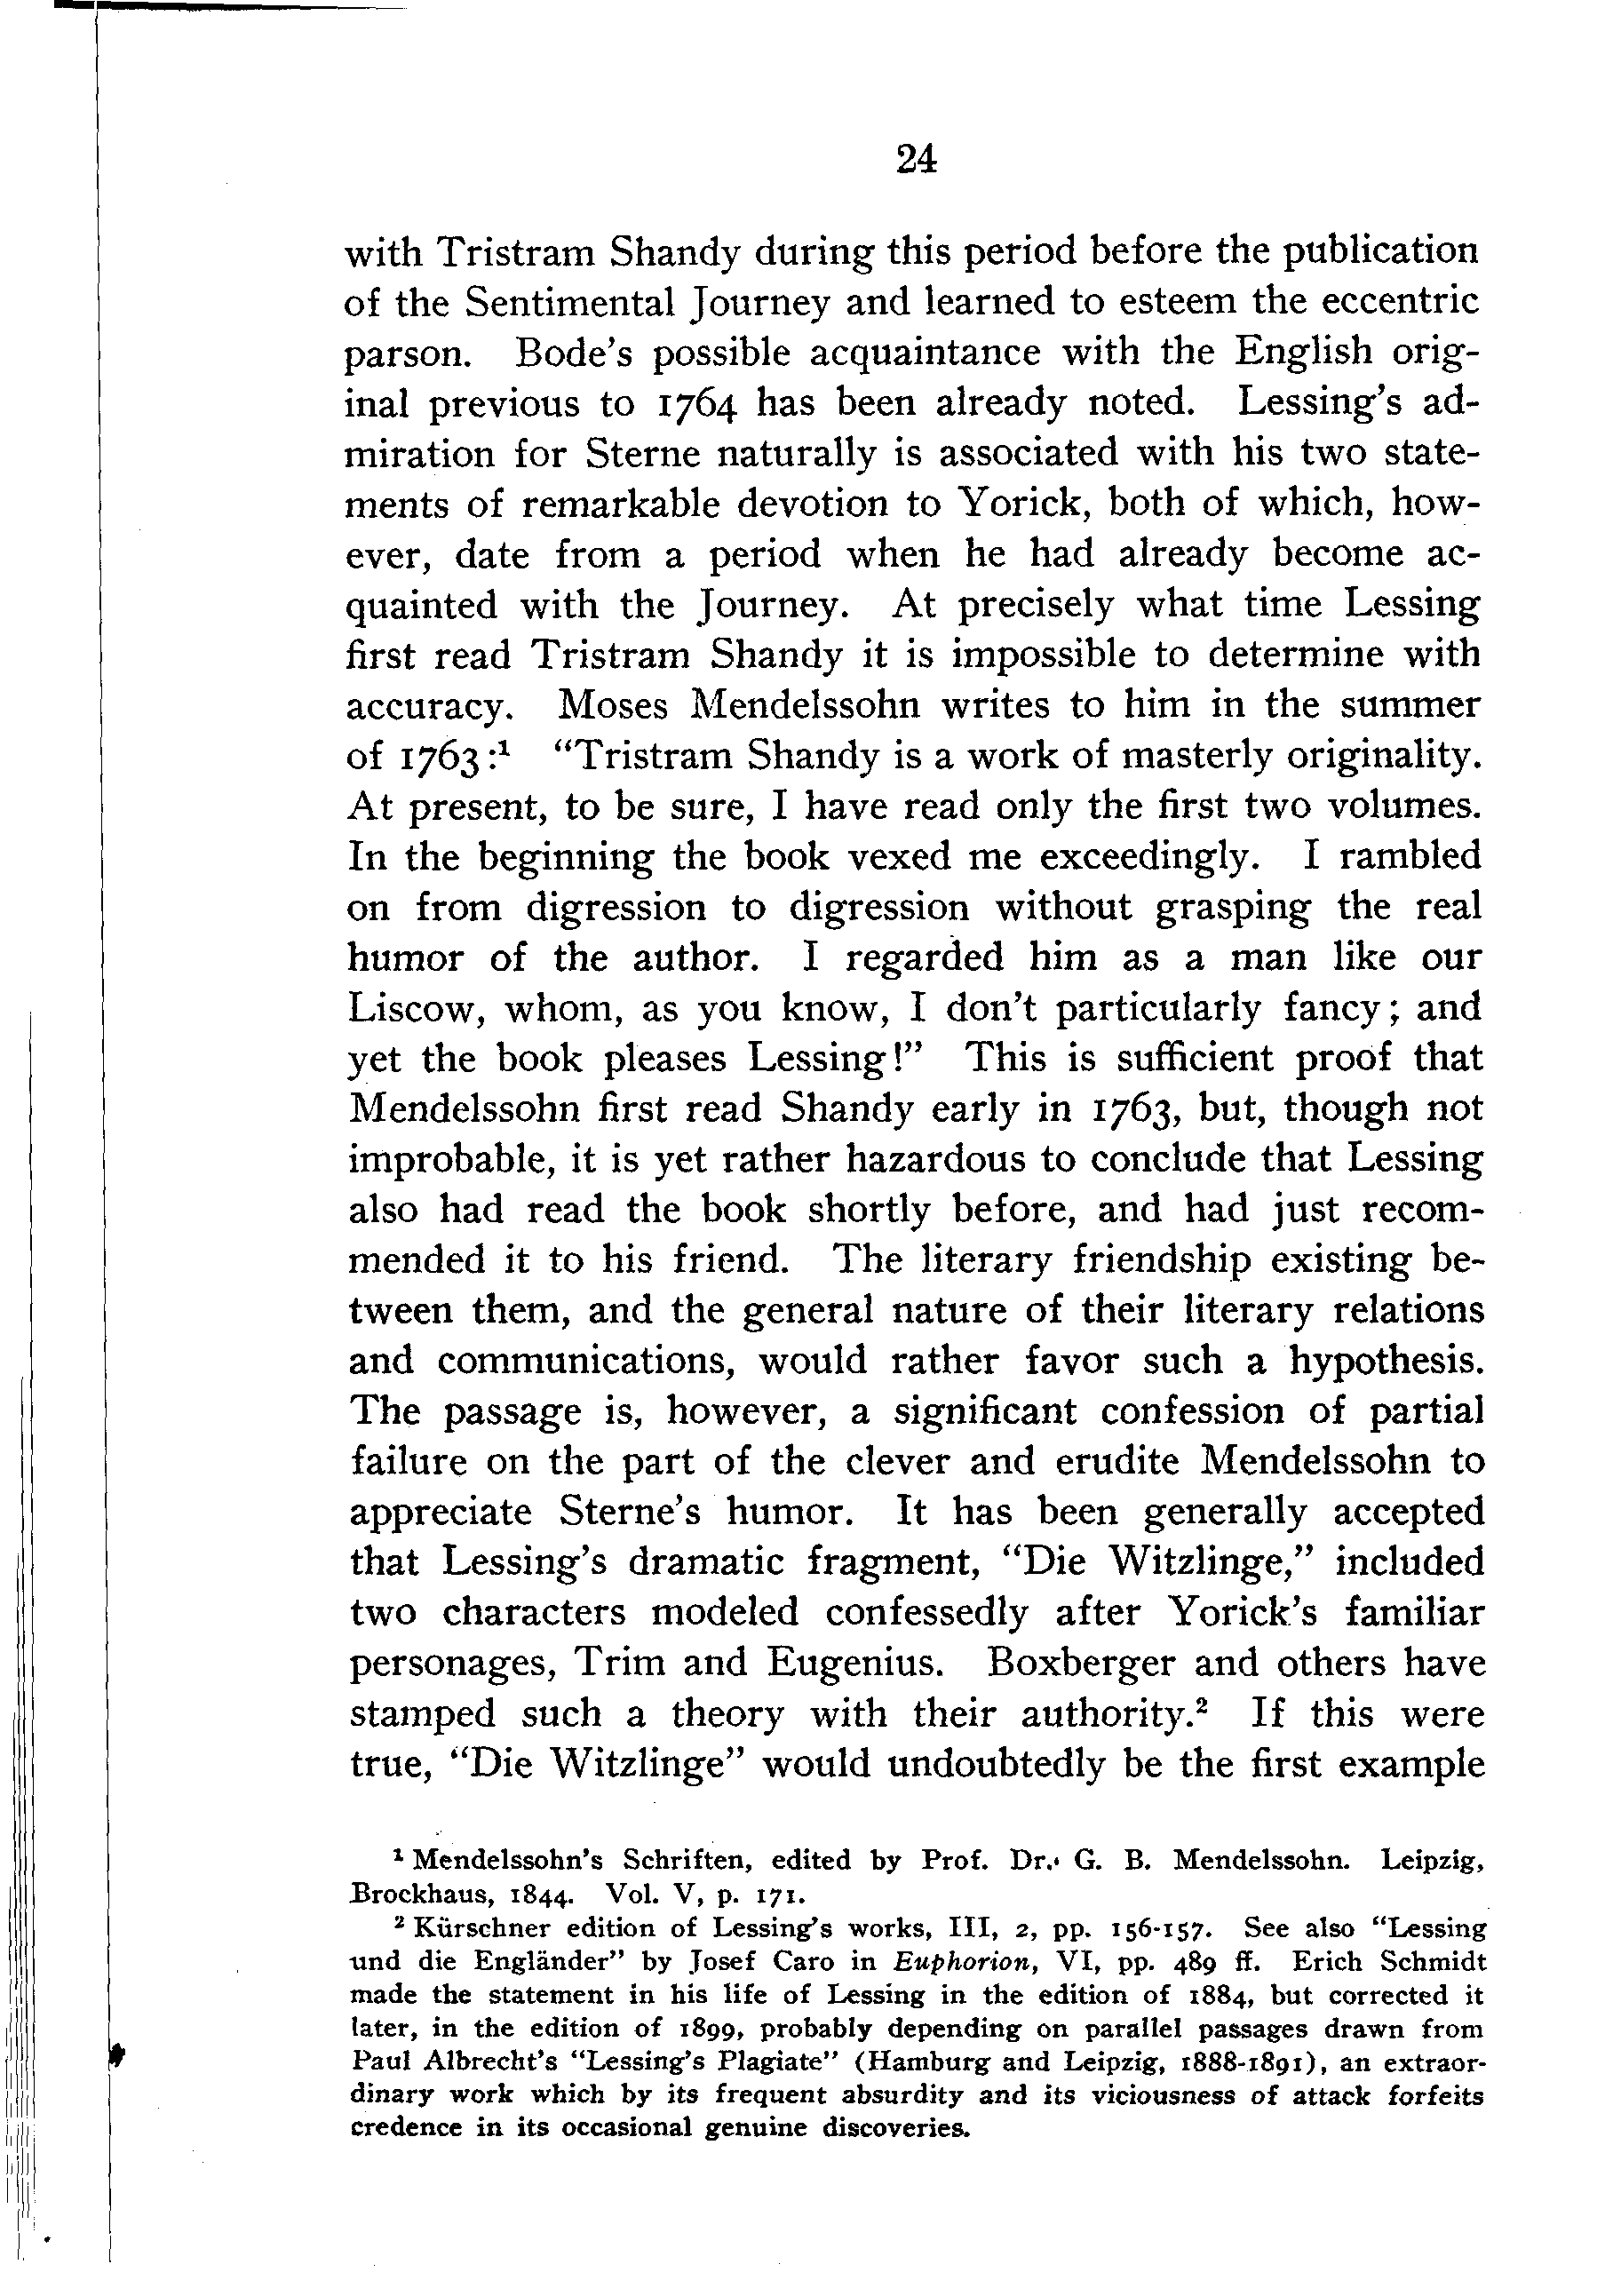 24
with Tristram Shandy during this period before the publication
of the Sentimental Journey and learned to esteem the eccentric
parson. Bode's possible acquaintance with the English orig-
inal previous to 1764 has been already noted. Lessing's ad-
miration for Sterne naturally is associated with his two state-
ments of remarkable devotion to Yorick, both of which, how-
ever, date from a period when he had already become ac-
quainted with the Journey. At precisely what time Lessing
first read Tristram Shandy it is impossible to determine with
accuracy. Moses Mendelssohn writes to him in the summer
of 1763:¹ "Tristram Shandy is a work of masterly originality.
At present, to be sure, I have read only the first two volumes.
In the beginning the book vexed me exceedingly. I rambled
on from digression to digression without grasping the real
humor of the author. I regarded him as a man like our
Liscow, whom, as you know, I don't particularly fancy; and
yet the book pleases Lessing!" This is sufficient proof that
Mendelssohn first read Shandy early in 1763, but, though not
improbable, it is yet rather hazardous to conclude that Lessing
also had read the book shortly before, and had just recom-
mended it to his friend. The literary friendship existing be-
tween them, and the general nature of their literary relations
and communications, would rather favor such a hypothesis.
The passage is, however, a significant confession of partial
failure on the part of the clever and erudite Mendelssohn to
appreciate Sterne's humor. It has been generally accepted
that Lessing's dramatic fragment, "Die Witzlinge," included
two characters modeled confessedly after Yorick's familiar
personages, Trim and Eugenius. Boxberger and others have
stamped such a theory with their authority.² If this were
true, "Die Witzlinge" would undoubtedly be the first example
¹ Mendelssohn's Schriften, edited by Prof. Dr. G. B. Mendelssohn. Leipzig,
Brockhaus, 1844. Vol. V, p. 171.
² Kürschner edition of Lessing's works, III, 2, pp. 156-157. See also "Lessing
und die Engländer" by Josef Caro in Euphorion, VI, pp. 489 ff. Erich Schmidt
made the statement in his life of Lessing in the edition of 1884, but corrected it
later, in the edition of 1899, probably depending on parallel passages drawn from
Paul Albrecht's "Lessing's Plagiate" (Hamburg and Leipzig, 1888-1891), an extraor-
dinary work which by its frequent absurdity and its viciousness of attack forfeits
credence in its occasional genuine discoveries.